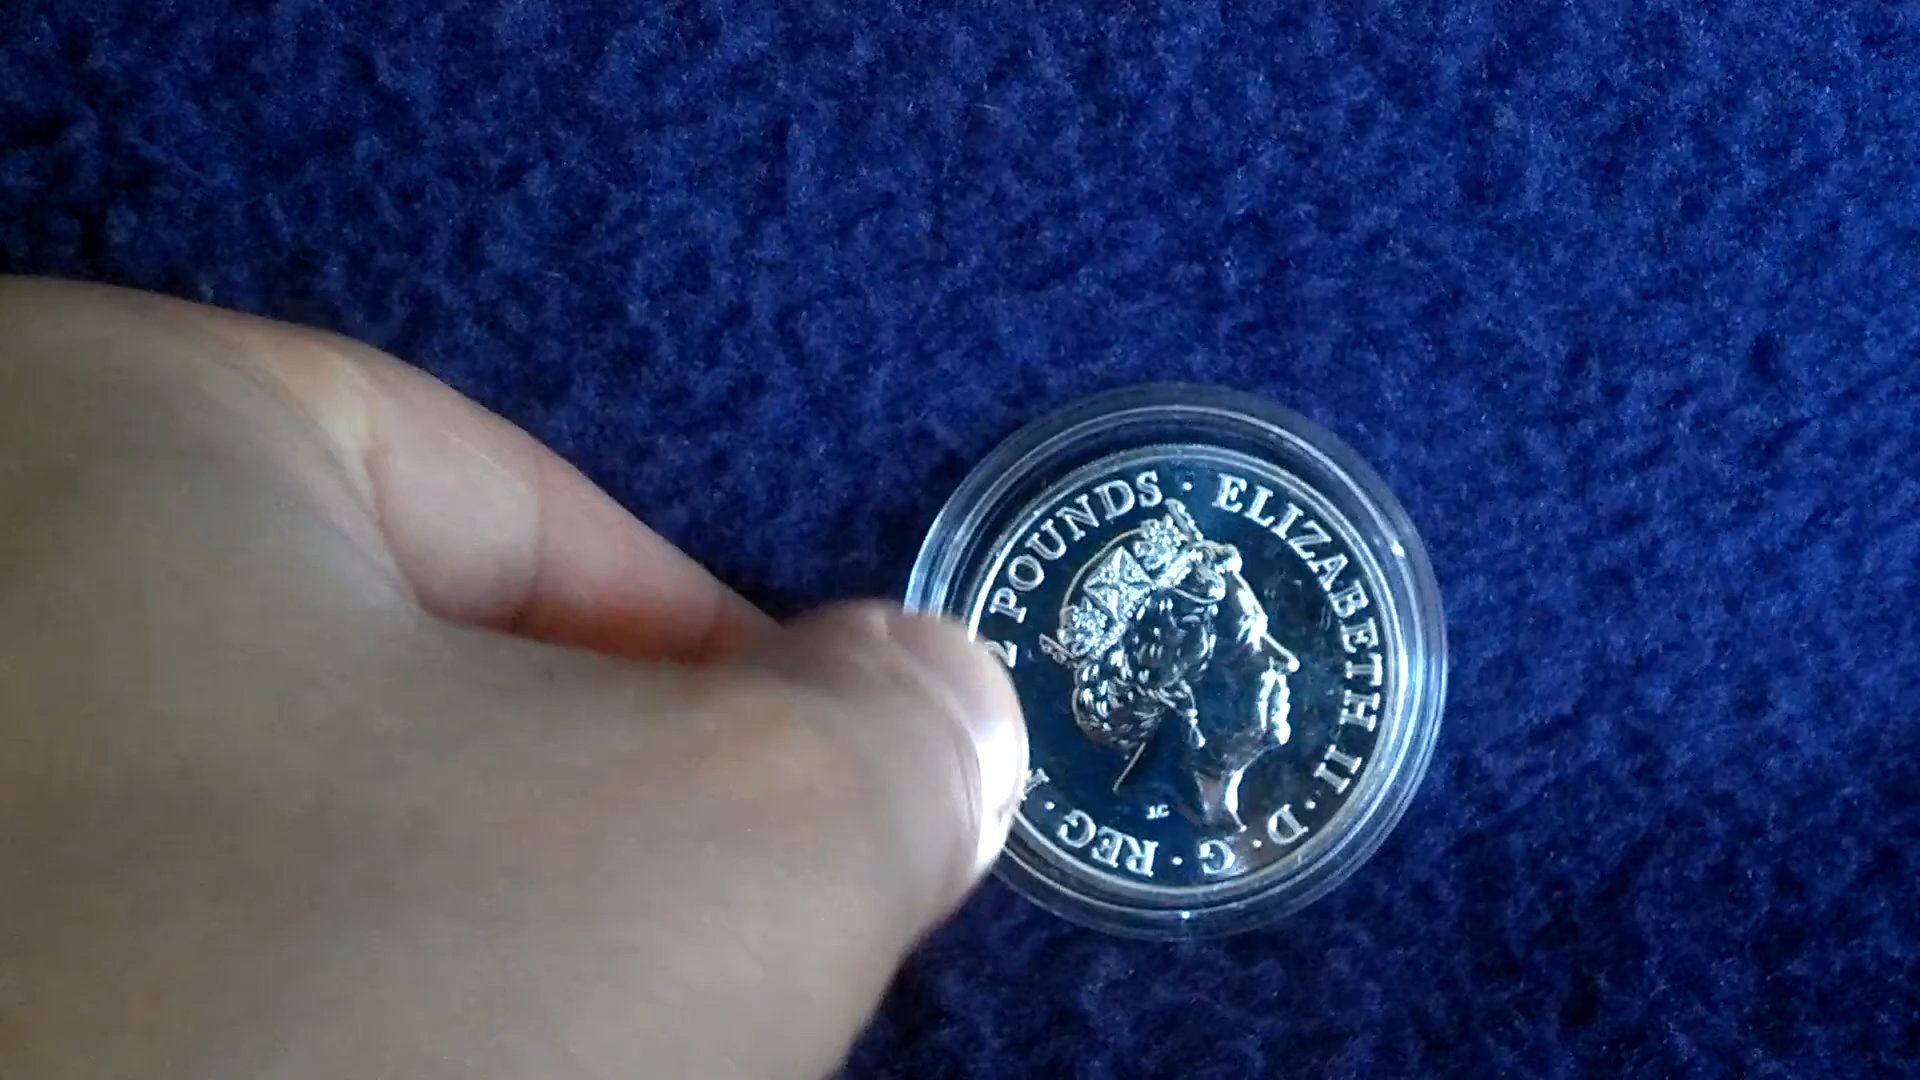 2 POUNDS · ELIZABETH II · D · G · REG ·
JC